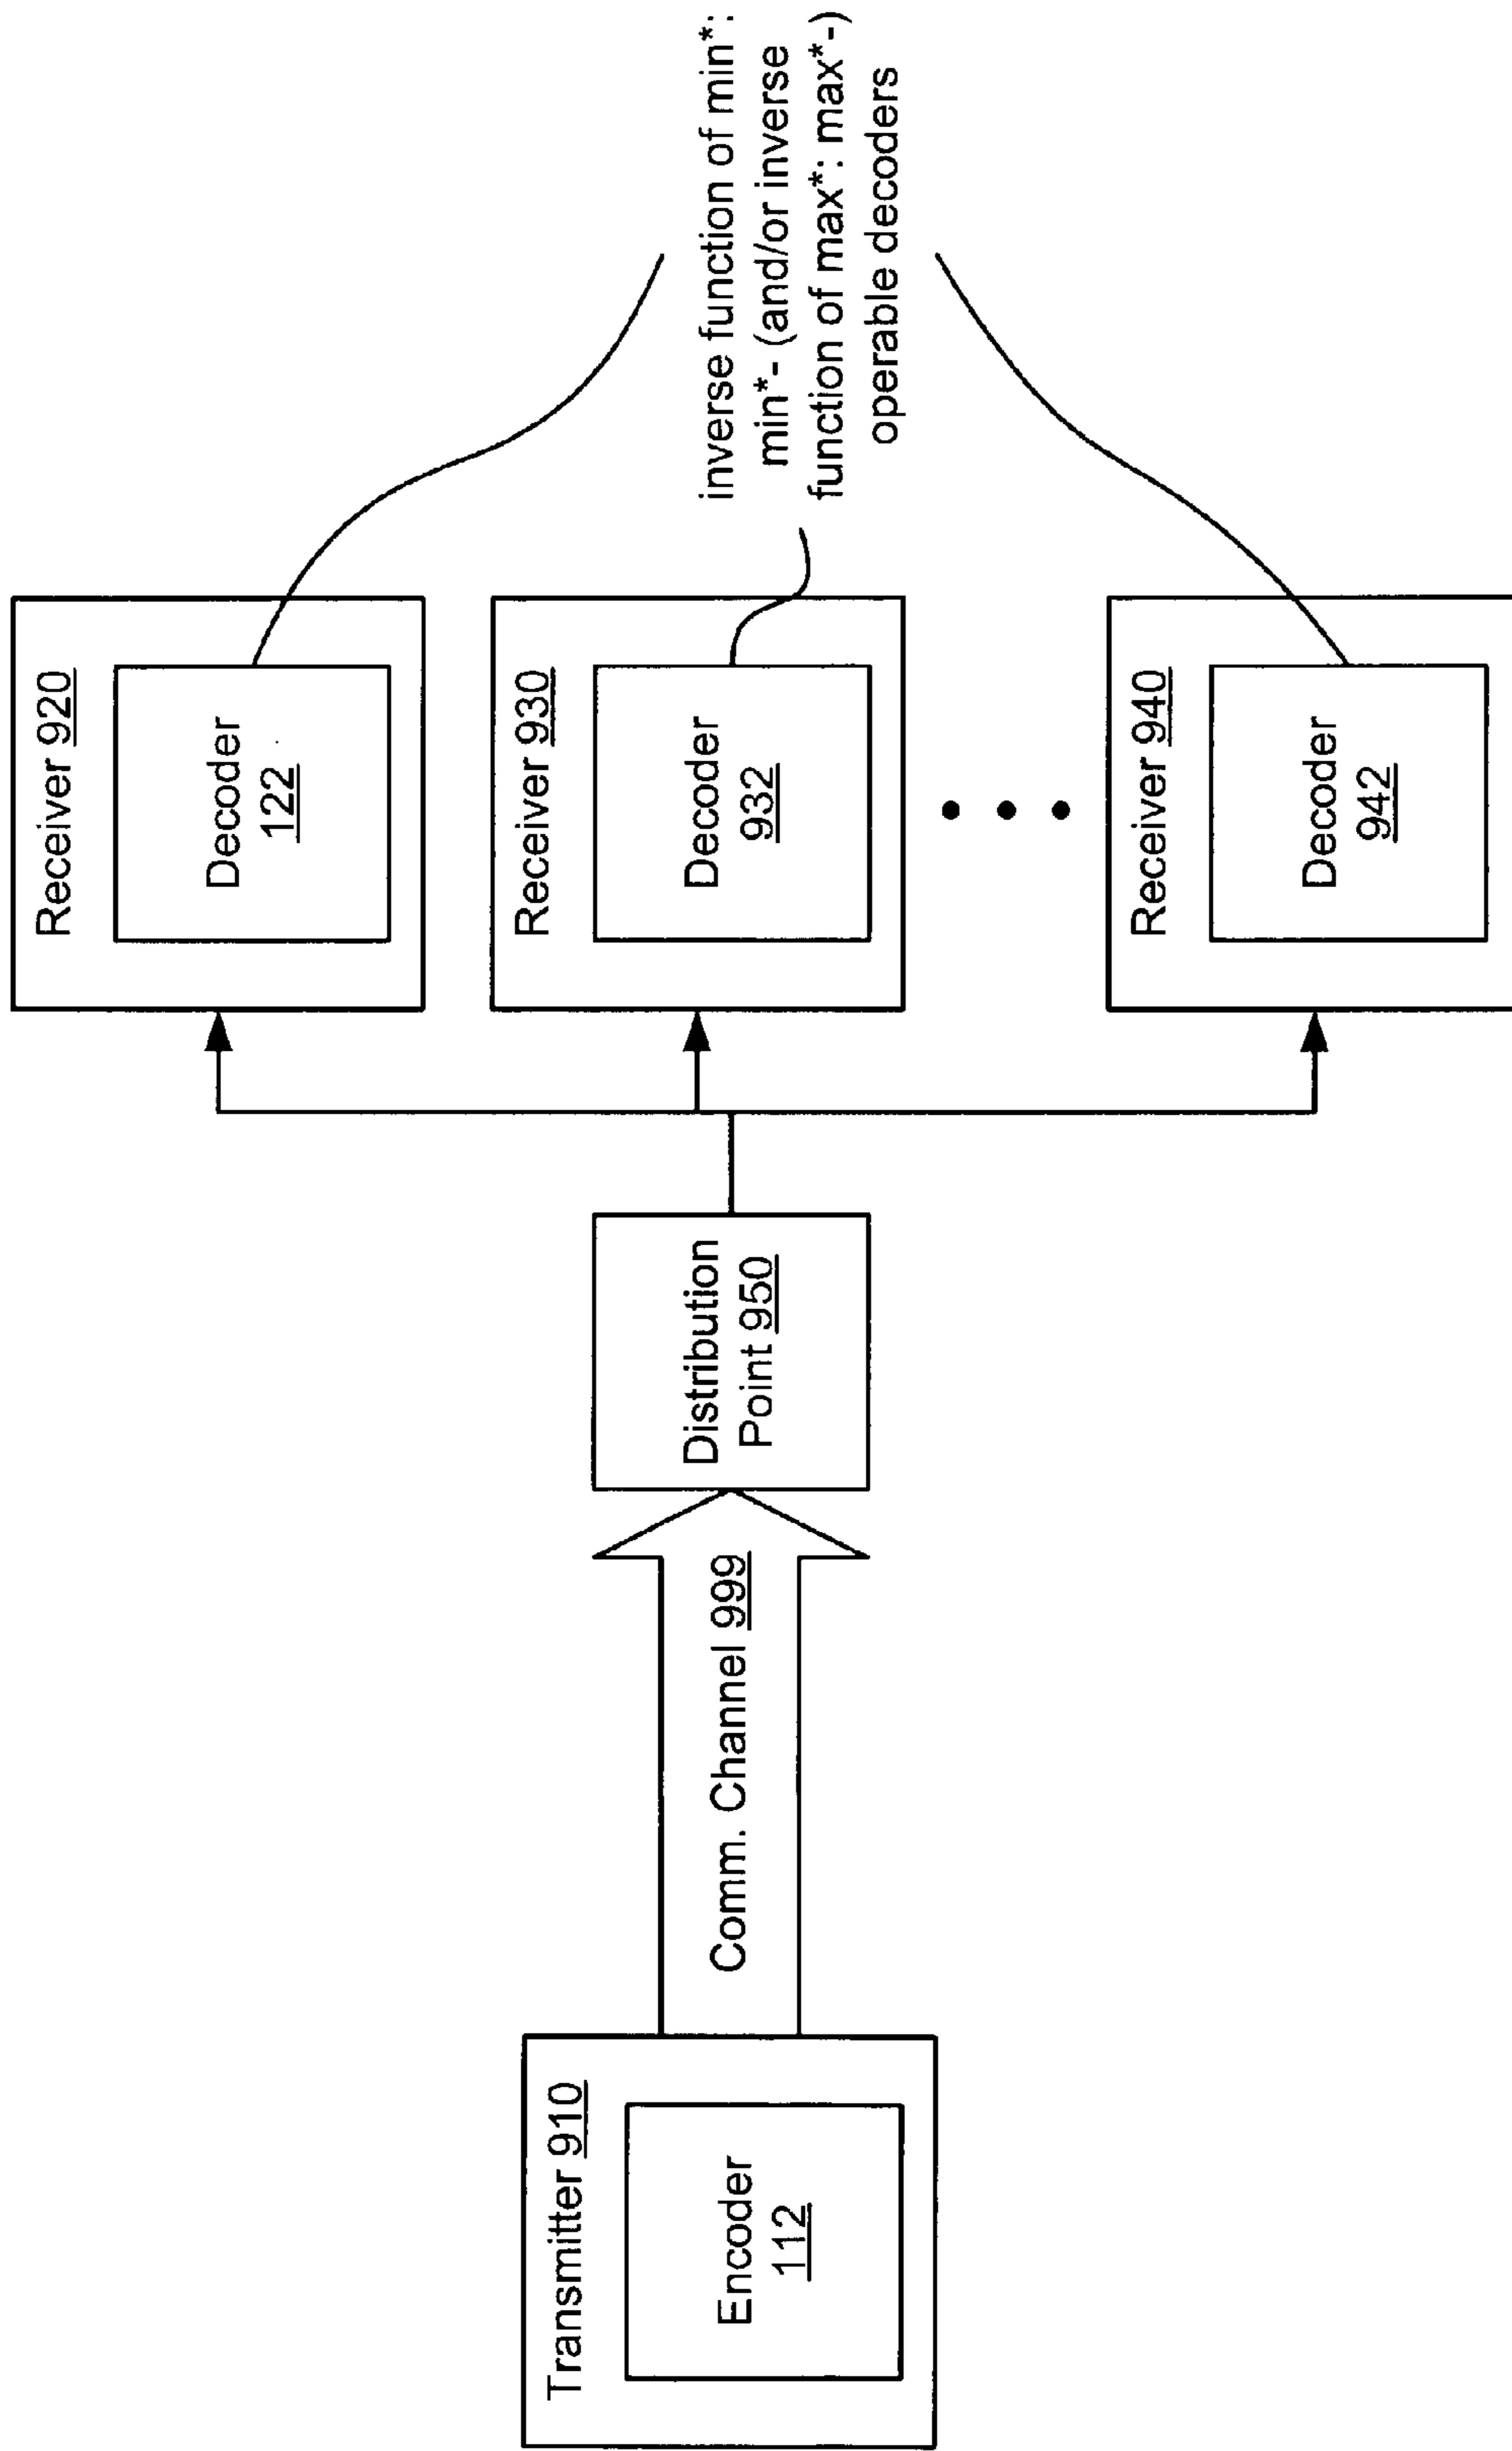 Transmitter 910
Encoder
112
Comm. Channel 999
Distribution
Point 950
Receiver 920
Decoder
122
Receiver 930
Decoder
932
Receiver 940
Decoder
942
inverse function of min*:
min*- (and/or inverse
function of max*: max*-)
operable decoders